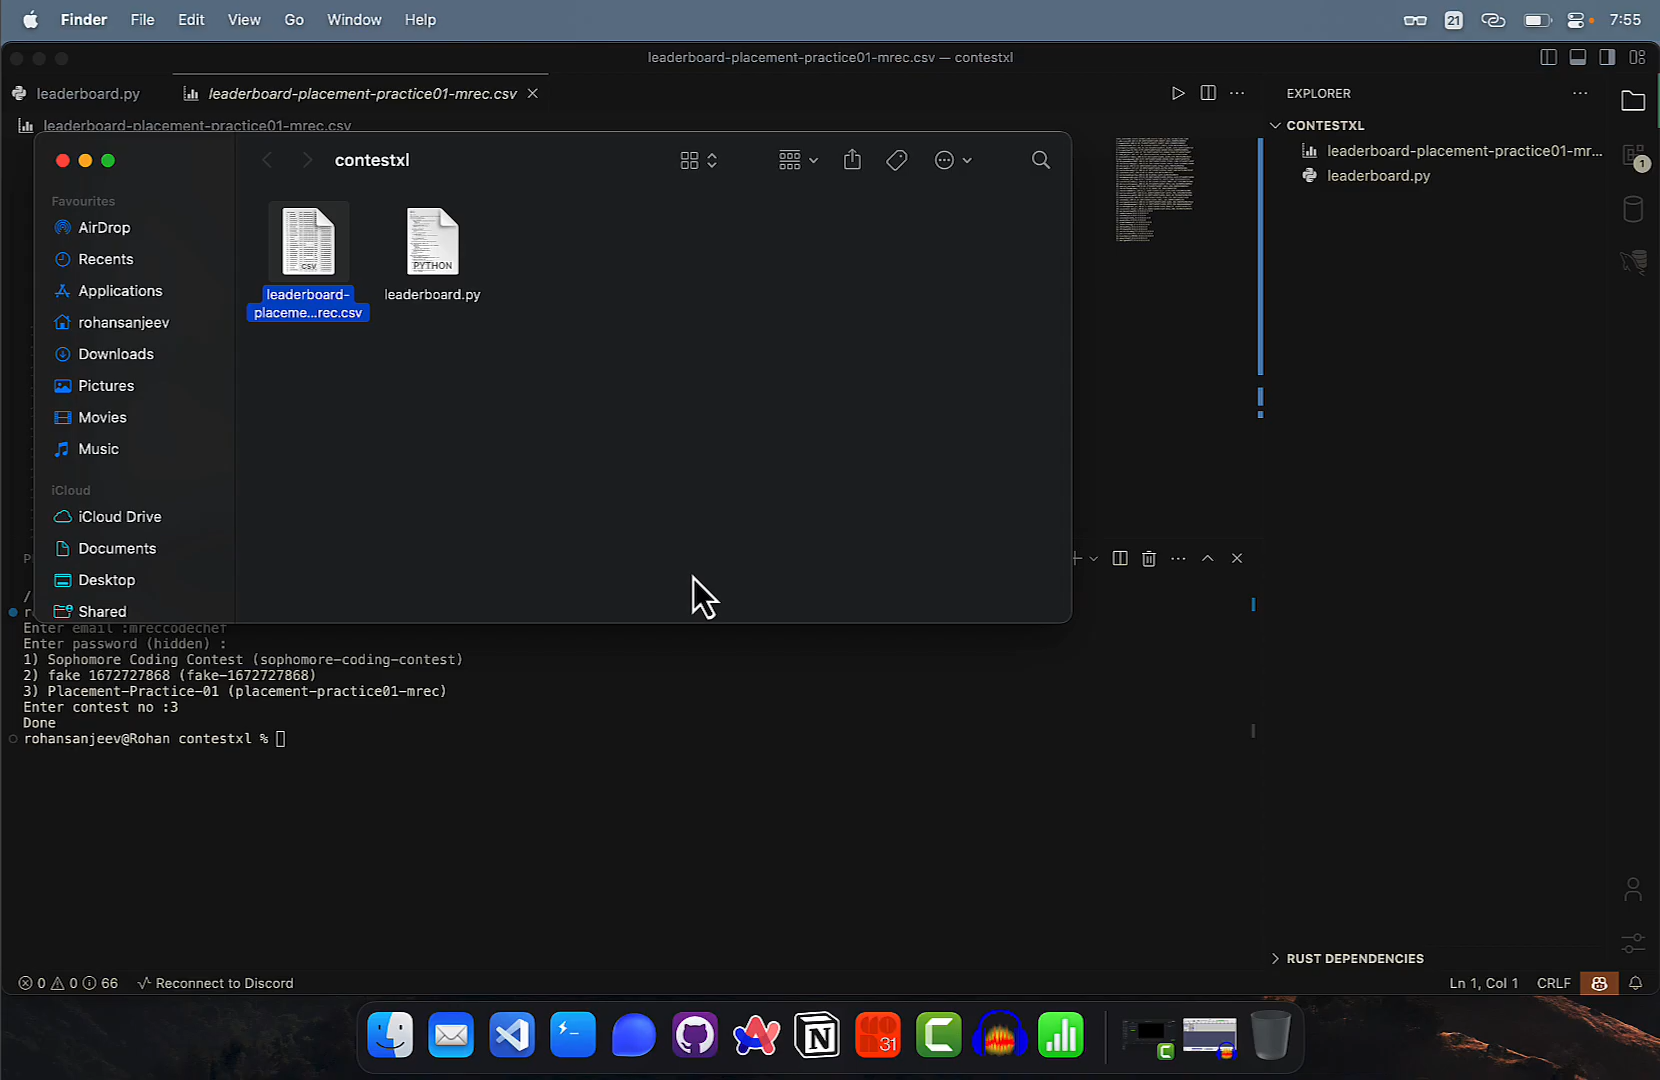 Finder File Edit View Go Window Help 21 7:55
leaderboard-placement-practice01-mrec.csv — contestxl
leaderboard.py leaderboard-placement-practice01-mrec.csv
leaderboard-placement-practice01-mrec.csv
EXPLORER
CONTESTXL
leaderboard-placement-practice01-mr...
leaderboard.py
1
contestxl
Favourites
AirDrop
Recents
Applications
rohansanjeev
Downloads
Pictures
Movies
Music
iCloud
iCloud Drive
Documents
Desktop
Shared
CSV
leaderboard-
placeme...rec.csv
PYTHON
leaderboard.py
Enter email :mreccodechef
Enter password (hidden) :
1) Sophomore Coding Contest (sophomore-coding-contest)
2) fake 1672727868 (fake-1672727868)
3) Placement-Practice-01 (placement-practice01-mrec)
Enter contest no :3
Done
rohansanjeev@Rohan contestxl %
RUST DEPENDENCIES
0 0 66 Reconnect to Discord
Ln 1, Col 1 CRLF
31